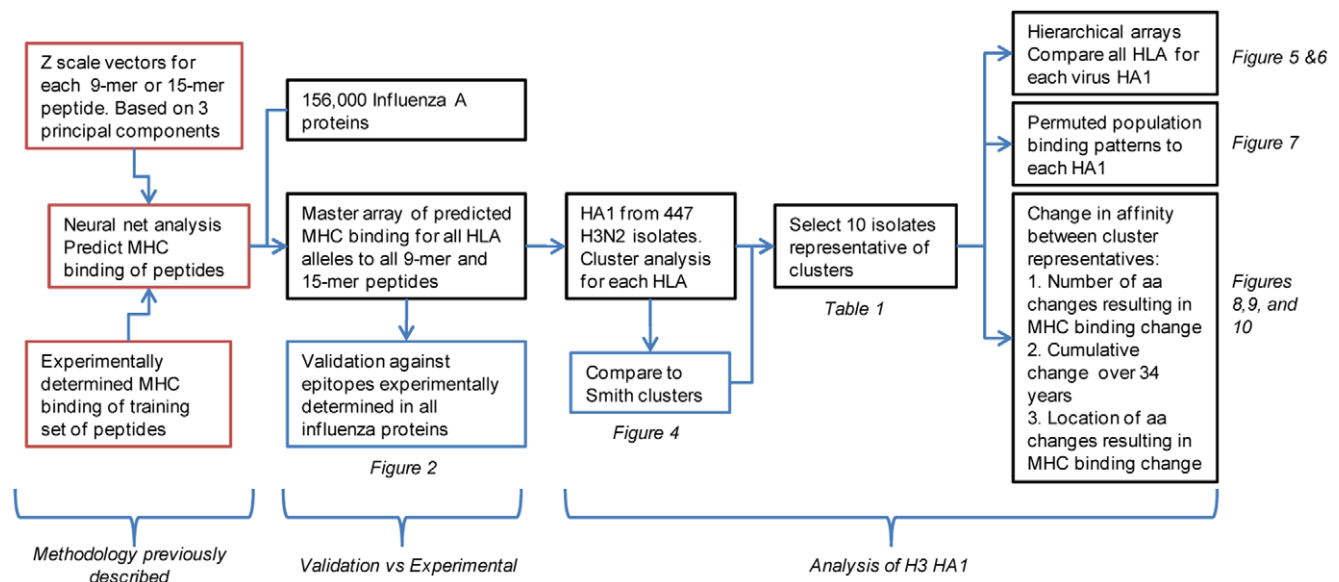 Z scale vectors for
each 9-mer or 15-mer
peptide. Based on 3
principal components
Neural net analysis
Predict MHC
binding of peptides
Experimentally
determined MHC
binding of training
set of peptides
Methodology previously
described
156,000 Influenza A
proteins
Master array of predicted
MHC binding for all HLA
alleles to all 9-mer and
15-mer peptides
Validation against
epitopes experimentally
determined in all
influenza proteins
Figure 2
Validation vs Experimental
HA1 from 447
H3N2 isolates.
Cluster analysis
for each HLA
Compare to
Smith clusters
Figure 4
Select 10 isolates
representative of
clusters
Table 1
Hierarchical arrays
Compare all HLA for
each virus HA1
Figure 5 &6
Permuted population
binding patterns to
each HA1
Figure 7
Change in affinity
between cluster
representatives:
1. Number of aa
changes resulting in
MHC binding change
2. Cumulative
change over 34
years
3. Location of aa
changes resulting in
MHC binding change
Figures
8,9, and
10
Analysis of H3 HA1